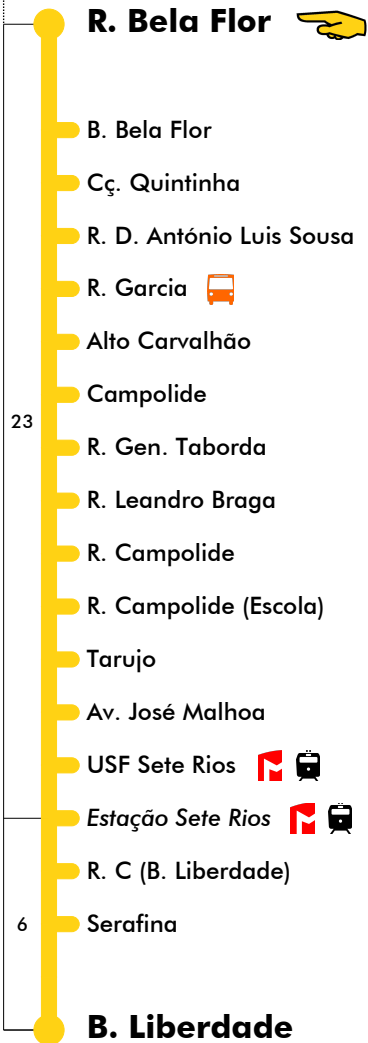 R. Bela Flor
B. Bela Flor
Cç. Quintinha
R. D. António Luis Sousa
R. Garcia
Alto Carvalhão
Campolide
23
R. Gen. Taborda
R. Leandro Braga
R. Campolide
R. Campolide (Escola)
Tarujo
Av. José Malhoa
USF Sete Rios
Estação Sete Rios
R. C (B. Liberdade)
6
Serafina
B. Liberdade